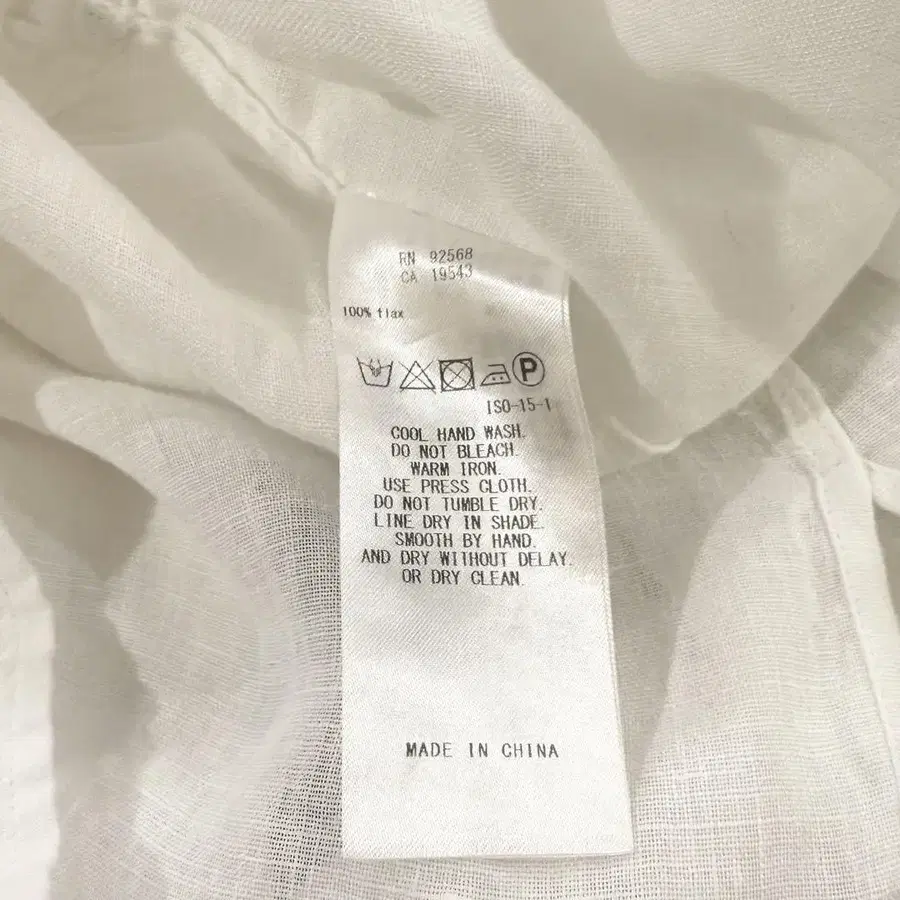 RN 92568
CA 19543
100% flax
P
ISO-15-1
COOL HAND WASH.
DO NOT BLEACH.
WARM IRON.
USE PRESS CLOTH.
DO NOT TUMBLE DRY.
LINE DRY IN SHADE.
SMOOTH BY HAND.
AND DRY WITHOUT DELAY.
OR DRY CLEAN.
MADE IN CHINA